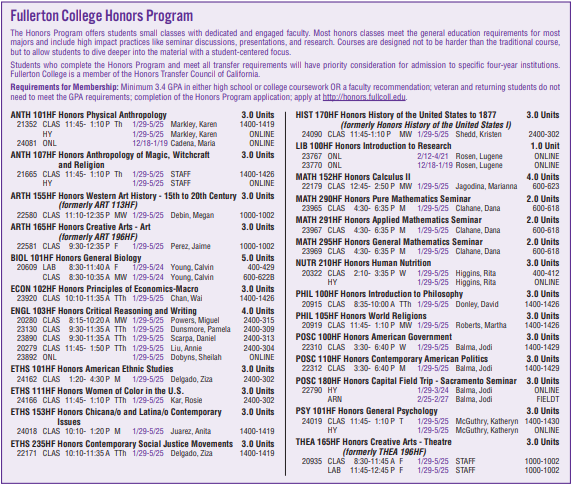 Fullerton College Honors Program
The Honors Program offers students small classes with dedicated and engaged faculty. Most honors classes meet the general education requirements for most
majors and include high impact practices like seminar discussions, presentations, and research. Courses are designed not to be harder than the traditional course,
but to allow students to dive deeper into the material with a student-centered focus.
Students who complete the Honors Program and meet all transfer requirements will have priority consideration for admission to specific four-year institutions.
Fullerton College is a member of the Honors Transfer Council of California.
Requirements for Membership: Minimum 3.4 GPA in either high school or college coursework OR a faculty recommendation; veteran and returning students do not
need to meet the GPA requirements; completion of the Honors Program application; apply at http://honors.fullcoll.edu.
ANTH 101HF Honors Physical Anthropology 3.0 Units
21352 CLAS 11:45- 1:10 P Th 1/29-5/25 Markley, Karen 1400-1419
HY 1/29-5/25 Markley, Karen ONLINE
24081 ONL 12/18-1/19 Cadena, Maria ONLINE
ANTH 107HF Honors Anthropology of Magic, Witchcraft
and Religion 3.0 Units
21665 CLAS 11:45- 1:10 P Th 1/29-5/25 STAFF 1400-1426
HY 1/29-5/25 STAFF ONLINE
ARTH 155HF Honors Western Art History - 15th to 20th Century 3.0 Units
(formerly ART 113HF)
22580 CLAS 11:10-12:35 P MW 1/29-5/25 Debin, Megan 1000-1002
ARTH 165HF Honors Creative Arts - Art 3.0 Units
(formerly ART 196HF)
22581 CLAS 9:30-12:35 P F 1/29-5/25 Perez, Jaime 1000-1002
BIOL 101HF Honors General Biology 5.0 Units
20609 LAB 8:30-11:40 A F 1/29-5/24 Young, Calvin 400-429
CLAS 8:30-10:35 A MW 1/29-5/24 Young, Calvin 600-622B
ECON 102HF Honors Principles of Economics-Macro 3.0 Units
23920 CLAS 10:10-11:35 A TTh 1/29-5/25 Chan, Wai 1400-1426
ENGL 103HF Honors Critical Reasoning and Writing 4.0 Units
20280 CLAS 8:15-10:20 A MW 1/29-5/25 Powers, Miguel 2400-315
23130 CLAS 9:30-11:35 A TTh 1/29-5/25 Dunsmore, Pamela 2400-309
23890 CLAS 9:30-11:35 A TTh 1/29-5/25 Scarpa, Daniel 2400-313
20279 CLAS 11:45- 1:50 P TTh 1/29-5/25 Liu, Annie 2400-304
23892 ONL 1/29-5/25 Dobyns, Sheilah ONLINE
ETHS 101HF Honors American Ethnic Studies 3.0 Units
24162 CLAS 1:20- 4:30 P M 1/29-5/25 Delgado, Ziza 2400-302
ETHS 111HF Honors Women of Color in the U.S. 3.0 Units
24166 CLAS 11:45- 1:10 P TTh 1/29-5/25 Kar, Rosie 2400-302
ETHS 153HF Honors Chicana/o and Latina/o Contemporary
Issues 3.0 Units
24018 CLAS 10:10- 1:20 P M 1/29-5/25 Juarez, Anita 1400-1419
ETHS 235HF Honors Contemporary Social Justice Movements 3.0 Units
22171 CLAS 10:10-11:35 A TTh 1/29-5/25 Delgado, Ziza 1400-1419
HIST 170HF Honors History of the United States to 1877 3.0 Units
(formerly Honors History of the United States I)
24090 CLAS 11:45-1:10 P MW 1/29-5/25 Shedd, Kristen 2400-302
LIB 100HF Honors Introduction to Research 1.0 Unit
23767 ONL 2/12-4/21 Rosen, Lugene ONLINE
23770 ONL 12/18-1/19 Rosen, Lugene ONLINE
MATH 152HF Honors Calculus II 4.0 Units
22179 CLAS 12:45- 2:50 P MW 1/29-5/25 Jagodina, Marianna 600-623
MATH 290HF Honors Pure Mathematics Seminar 2.0 Units
23965 CLAS 4:30- 6:35 P M 1/29-5/25 Clahane, Dana 600-618
MATH 291HF Honors Applied Mathematics Seminar 2.0 Units
23967 CLAS 4:30- 6:35 P M 1/29-5/25 Clahane, Dana 600-618
MATH 295HF Honors General Mathematics Seminar 2.0 Units
23969 CLAS 4:30- 6:35 P M 1/29-5/25 Clahane, Dana 600-618
NUTR 210HF Honors Human Nutrition 3.0 Units
20322 CLAS 2:10- 3:35 P W 1/29-5/25 Higgins, Rita 400-412
HY 1/29-5/25 Higgins, Rita ONLINE
PHIL 100HF Honors Introduction to Philosophy 3.0 Units
20915 CLAS 8:35-10:00 A TTh 1/29-5/25 Donley, David 1400-1426
PHIL 105HF Honors World Religions 3.0 Units
20919 CLAS 11:45- 1:10 P MW 1/29-5/25 Roberts, Martha 1400-1426
POSC 100HF Honors American Government 3.0 Units
22310 CLAS 3:30- 6:40 P W 1/29-5/25 Balma, Jodi 1400-1429
POSC 110HF Honors Contemporary American Politics 3.0 Units
22312 CLAS 3:30- 6:40 P M 1/29-5/25 Balma, Jodi 1400-1429
POSC 180HF Honors Capital Field Trip - Sacramento Seminar 3.0 Units
22790 HY 1/29-3/24 Balma, Jodi ONLINE
ARN 2/25-2/27 Balma, Jodi FIELDT
PSY 101HF Honors General Psychology 3.0 Units
24019 CLAS 11:45- 1:10 P T 1/29-5/25 McGuthry, Katheryn 1400-1430
HY 1/29-5/25 McGuthry, Katheryn ONLINE
THEA 165HF Honors Creative Arts - Theatre 3.0 Units
(formerly THEA 196HF)
20935 CLAS 8:30-11:45 A F 1/29-5/25 STAFF 1000-1002
LAB 11:45-12:45 P F 1/29-5/25 STAFF 1000-1002